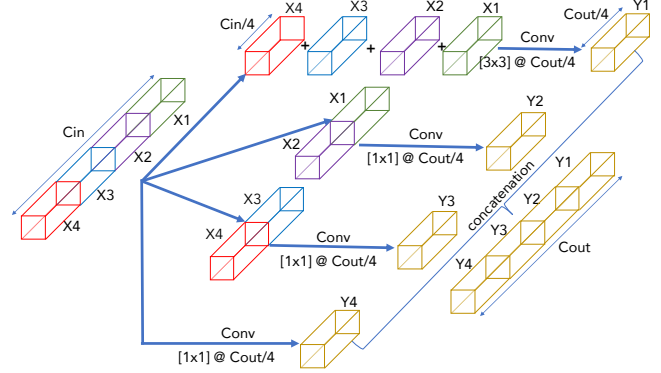 Cin/4
X4
X3
X2
X1
Cout/4
Y1
+
+
+
Conv
[3x3] @ Cout/4
Cin
X1
X2
X3
X4
X1
X2
Conv
[1x1] @ Cout/4
Y2
X3
X4
Conv
[1x1] @ Cout/4
Y3
concatenation
Y1
Y2
Y3
Y4
Cout
Conv
[1x1] @ Cout/4
Y4